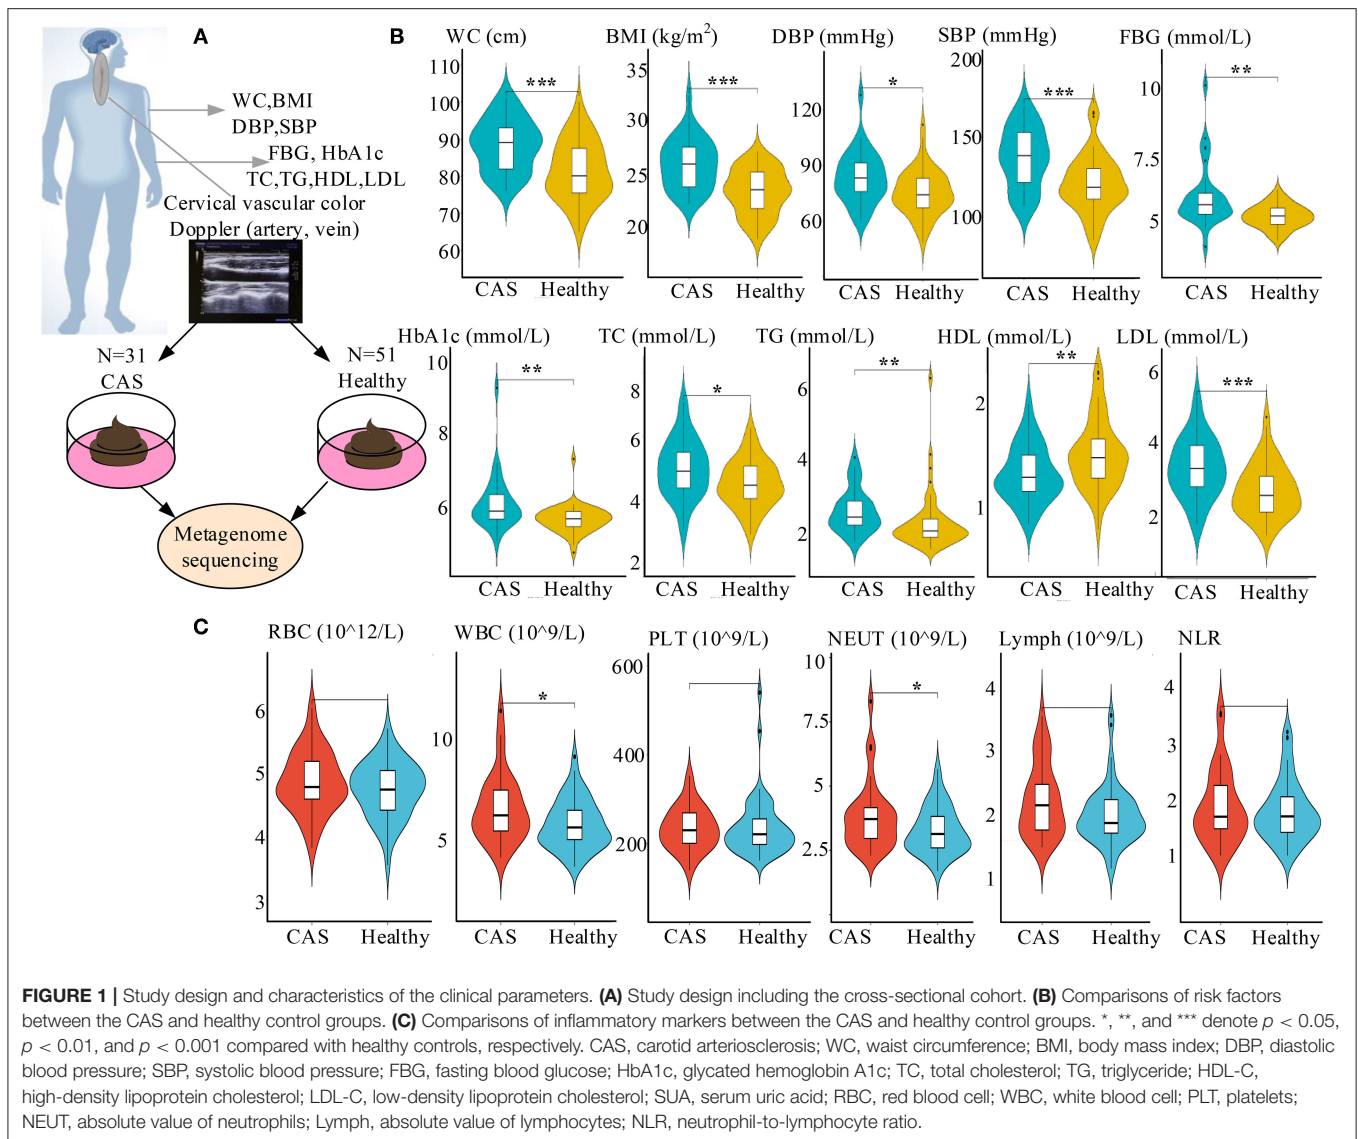 A
WC,BMI
DBP,SBP
FBG, HbA1c
TC,TG,HDL,LDL
Cervical vascular color
Doppler (artery, vein)
N=31
CAS
N=51
Healthy
Metagenome
sequencing
B
WC (cm)
110
100
90
80
70
60
CAS
Healthy
***
BMI (kg/m²)
35
30
25
20
CAS
Healthy
***
DBP (mmHg)
120
90
60
CAS
Healthy
*
SBP (mmHg)
200
150
100
CAS
Healthy
***
FBG (mmol/L)
10
7.5
5
CAS
Healthy
**
HbA1c (mmol/L)
10
8
6
CAS
Healthy
**
TC (mmol/L)
8
6
4
2
CAS
Healthy
*
TG (mmol/L)
6
4
2
CAS
Healthy
**
HDL (mmol/L)
2
1
CAS
Healthy
**
LDL (mmol/L)
6
4
2
CAS
Healthy
***
C
RBC (10^12/L)
6
5
4
3
CAS
Healthy
WBC (10^9/L)
10
5
CAS
Healthy
*
PLT (10^9/L)
600
400
200
CAS
Healthy
NEUT (10^9/L)
10
7.5
5
2.5
CAS
Healthy
*
Lymph (10^9/L)
4
3
2
1
CAS
Healthy
NLR
4
3
2
1
CAS
Healthy
FIGURE 1 | Study design and characteristics of the clinical parameters. (A) Study design including the cross-sectional cohort. (B) Comparisons of risk factors
between the CAS and healthy control groups. (C) Comparisons of inflammatory markers between the CAS and healthy control groups. *, **, and *** denote p < 0.05,
p < 0.01, and p < 0.001 compared with healthy controls, respectively. CAS, carotid arteriosclerosis; WC, waist circumference; BMI, body mass index; DBP, diastolic
blood pressure; SBP, systolic blood pressure; FBG, fasting blood glucose; HbA1c, glycated hemoglobin A1c; TC, total cholesterol; TG, triglyceride; HDL-C,
high-density lipoprotein cholesterol; LDL-C, low-density lipoprotein cholesterol; SUA, serum uric acid; RBC, red blood cell; WBC, white blood cell; PLT, platelets;
NEUT, absolute value of neutrophils; Lymph, absolute value of lymphocytes; NLR, neutrophil-to-lymphocyte ratio.